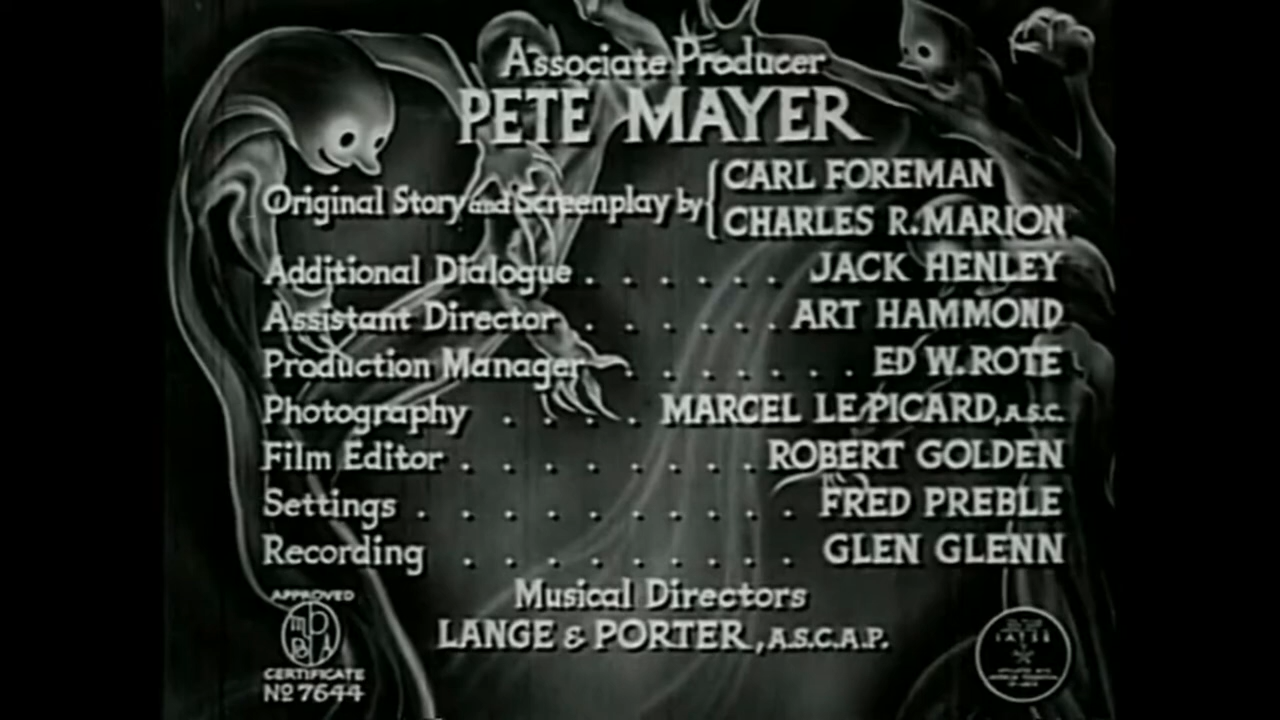 Associate Producer
PETE MAYER
Original Story and Screenplay by { CARL FOREMAN
CHARLES R. MARION
Additional Dialogue . . . . . . JACK HENLEY
Assistant Director . . . . . . ART HAMMOND
Production Manager . . . . . . . ED W. ROTE
Photography . . . . MARCEL LE PICARD, A.S.C.
Film Editor . . . . . . . . ROBERT GOLDEN
Settings . . . . . . . . . . FRED PREBLE
Recording . . . . . . . . GLEN GLENN
Musical Directors
LANGE & PORTER, A.S.C.A.P.
APPROVED
MPPDA
CERTIFICATE
Nº 7644
IATSE